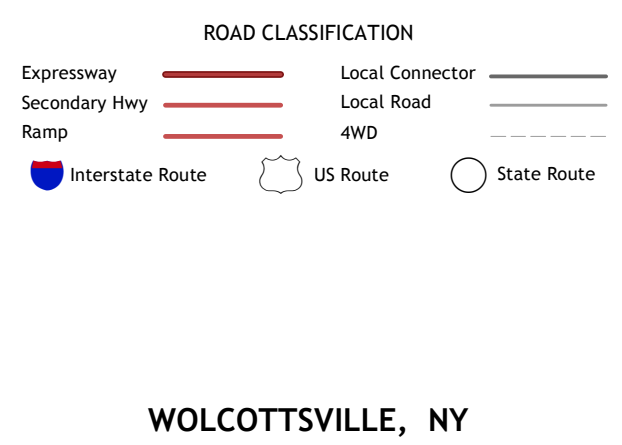 ROAD CLASSIFICATION
Expressway
Secondary Hwy
Ramp
Local Connector
Local Road
4WD
Interstate Route
US Route
State Route
WOLCOTTSVILLE, NY